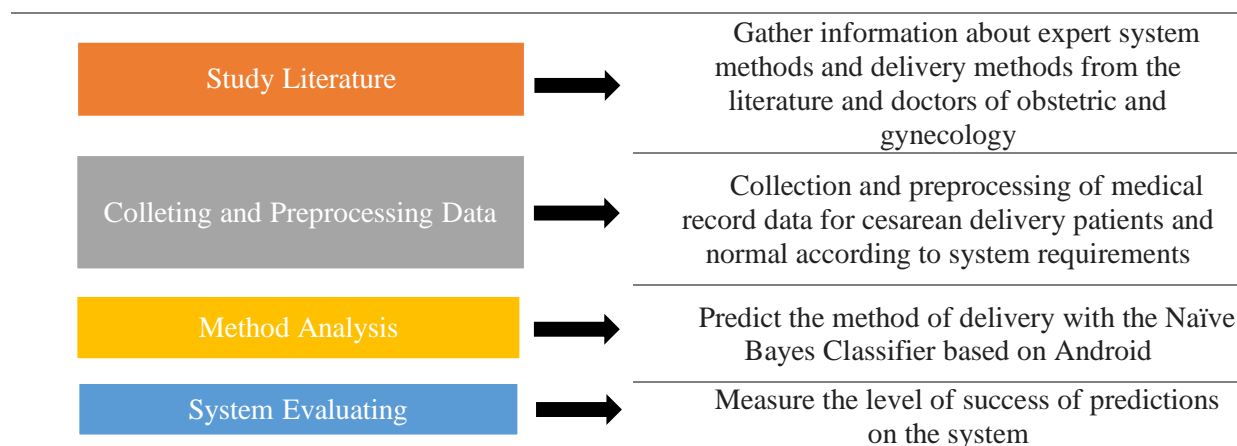 Study Literature
Gather information about expert system
methods and delivery methods from the
literature and doctors of obstetric and
gynecology
Colleting and Preprocessing Data
Collection and preprocessing of medical
record data for cesarean delivery patients and
normal according to system requirements
Method Analysis
Predict the method of delivery with the Naïve
Bayes Classifier based on Android
System Evaluating
Measure the level of success of predictions
on the system